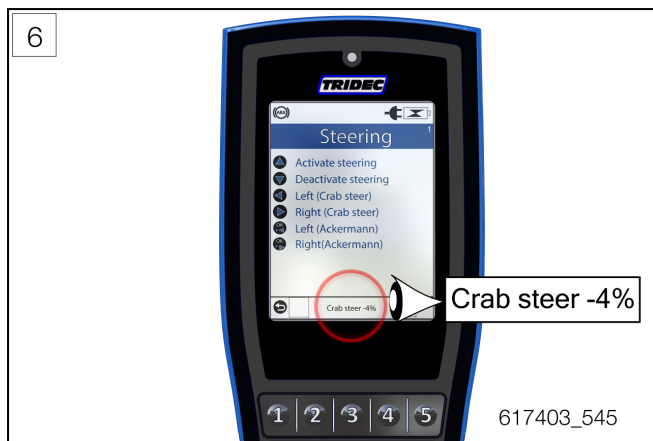 6
TRIDEC
ABS
Steering
1
Activate steering
Deactivate steering
Left (Crab steer)
Right (Crab steer)
Left (Ackermann)
Right(Ackermann)
Crab steer -4%
Crab steer -4%
1 2 3 4 5
617403_545